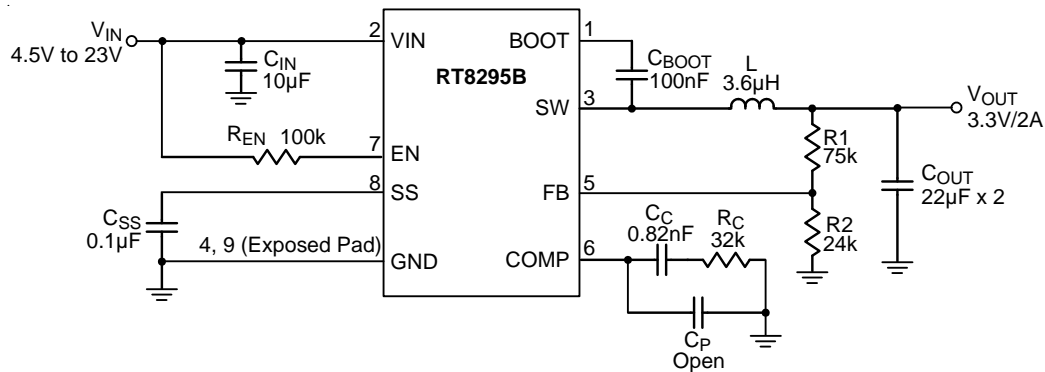 VIN
4.5V to 23V
CIN
10µF
REN 100k
CSS
0.1µF
4, 9 (Exposed Pad)
2
7
8
VIN
EN
SS
GND
RT8295B
BOOT
SW
FB
COMP
1
3
5
6
CBOOT
100nF
L
3.6µH
VOUT
3.3V/2A
R1
75k
COUT
22µF x 2
R2
24k
CC
0.82nF
RC
32k
CP
Open